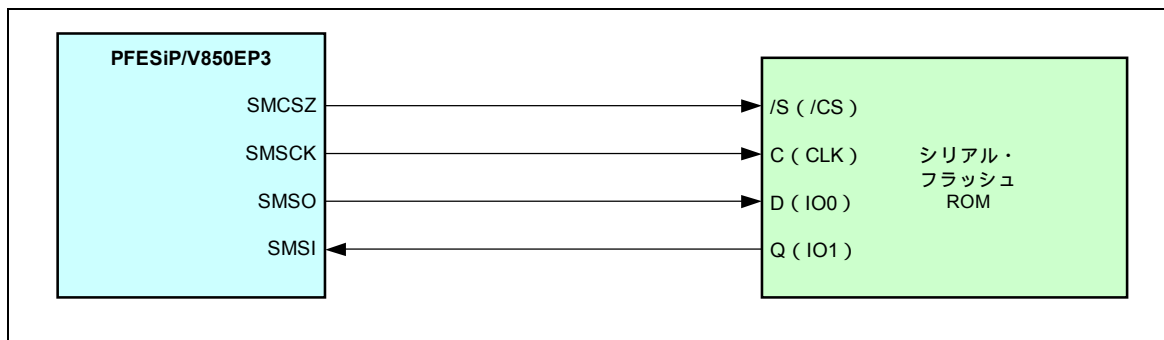 PFESiP/V850EP3
SMCSZ
SMSCK
SMSO
SMSI
/S ( /CS )
C ( CLK )
D ( IO0 )
Q ( IO1 )
シリアル・
フラッシュ
ROM